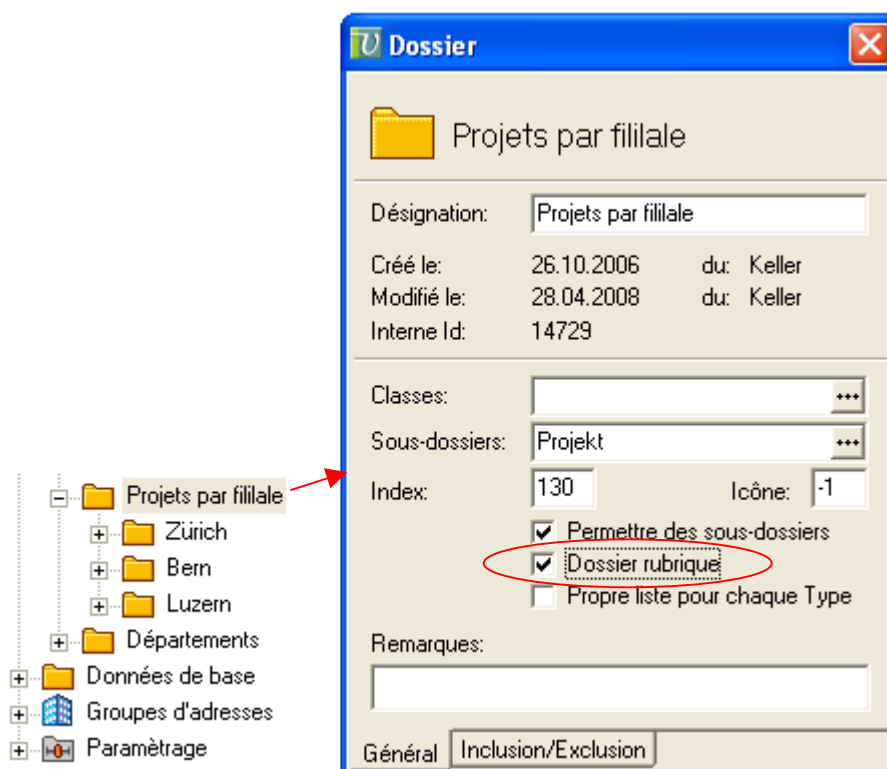 Dossier
Projets par fililale
Désignation: Projets par fililale
Créé le: 26.10.2006 du: Keller
Modifié le: 28.04.2008 du: Keller
Interne Id: 14729
Classes:
Sous-dossiers: Projekt
Index: 130 Icône: -1
Permettre des sous-dossiers
Dossier rubrique
Propre liste pour chaque Type
Remarques:
Général Inclusion/Exclusion
Projets par fililale
Zürich
Bern
Luzern
Départements
Données de base
Groupes d'adresses
Paramètrage